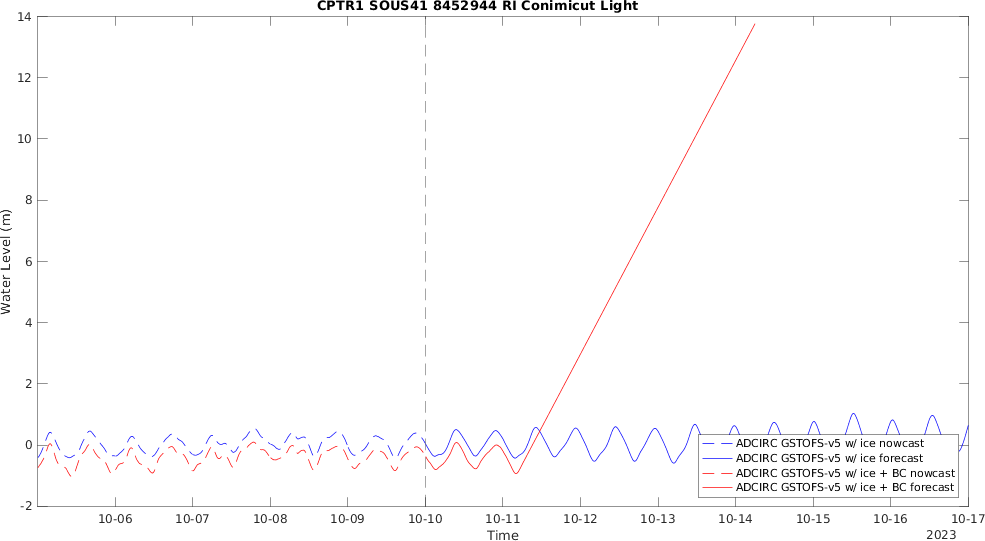 CPTR1 SOUS41 8452944 RI Conimicut Light
14
12
10
8
6
4
2
0
-2
Water Level (m)
ADCIRC GSTOFS-v5 w/ ice nowcast
ADCIRC GSTOFS-v5 w/ ice forecast
ADCIRC GSTOFS-v5 w/ ice + BC nowcast
ADCIRC GSTOFS-v5 w/ ice + BC forecast
10-06 10-07 10-08 10-09 10-10 10-11 10-12 10-13 10-14 10-15 10-16 10-17
Time
2023